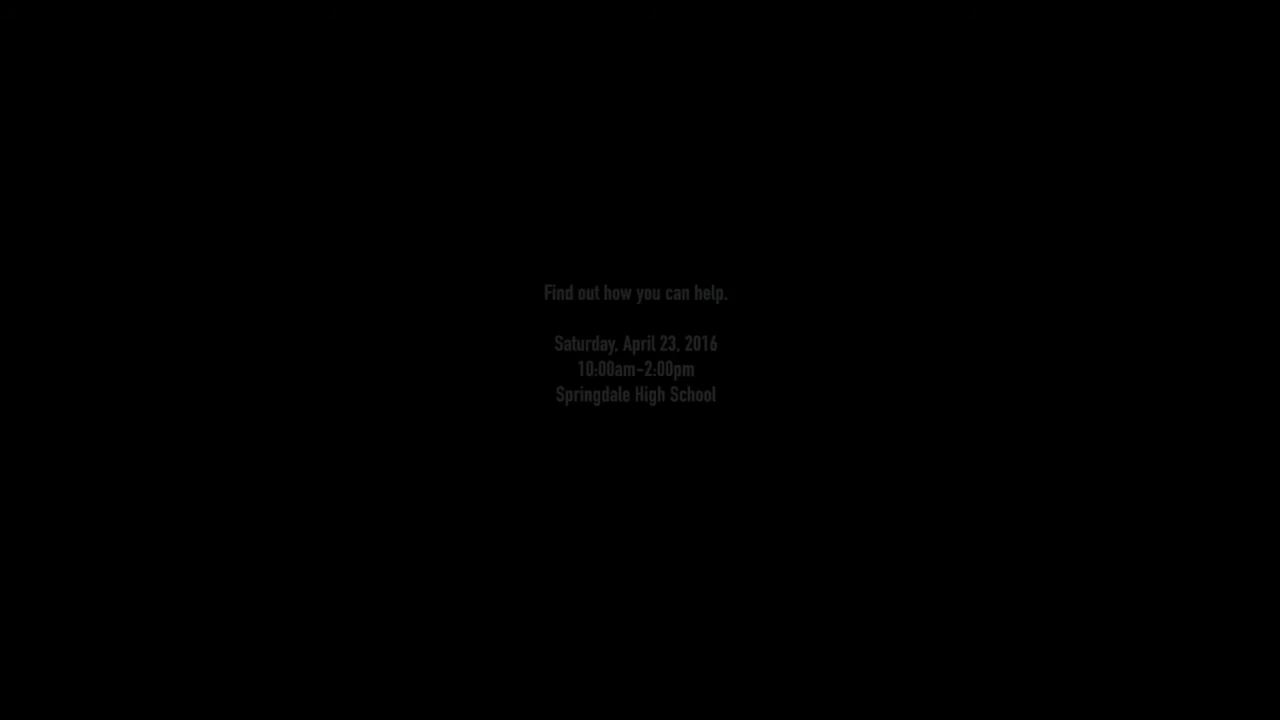 Find out how you can help.
Saturday, April 23, 2016
10:00am-2:00pm
Springdale High School